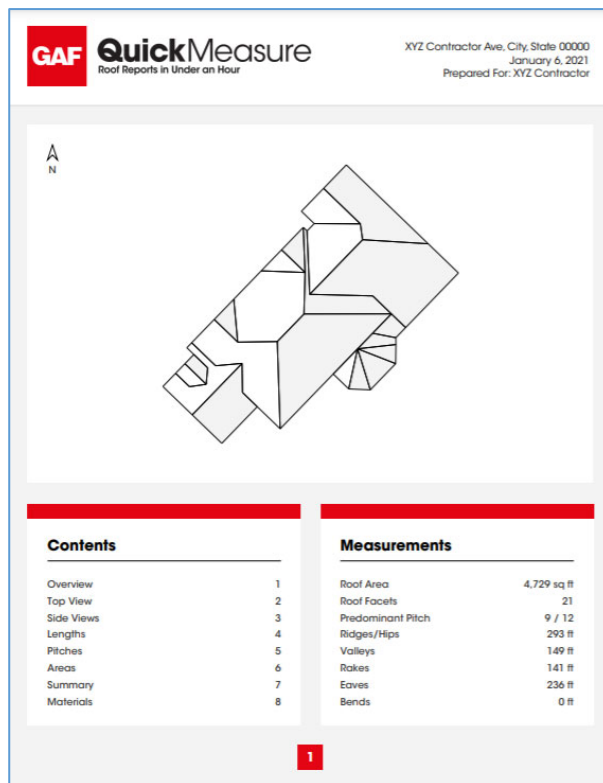 GAF
QuickMeasure
Roof Reports in Under an Hour
XYZ Contractor Ave, City, State 00000
January 6, 2021
Prepared For: XYZ Contractor
N
Contents
Overview 1
Top View 2
Side Views 3
Lengths 4
Pitches 5
Areas 6
Summary 7
Materials 8
Measurements
Roof Area 4,729 sq ft
Roof Facets 21
Predominant Pitch 9 / 12
Ridges/Hips 293 ft
Valleys 149 ft
Rakes 141 ft
Eaves 236 ft
Bends 0 ft
1